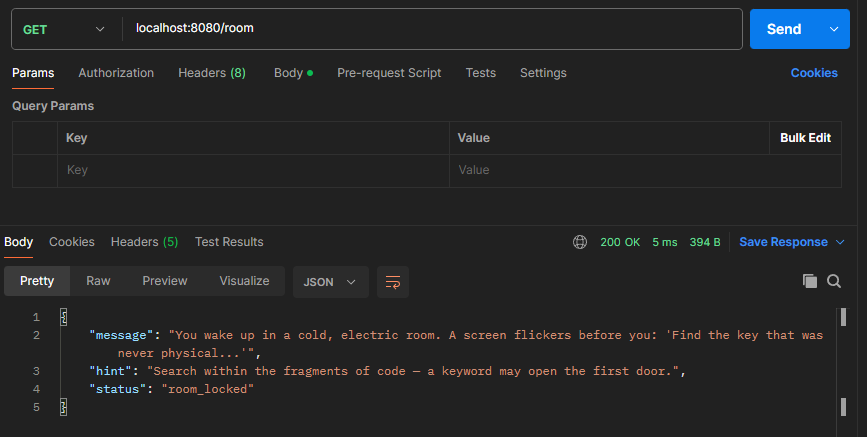 GET localhost:8080/room Send
Params Authorization Headers (8) Body Pre-request Script Tests Settings Cookies
Query Params
Key Value Bulk Edit
Key Value
Body Cookies Headers (5) Test Results 200 OK 5 ms 394 B Save Response
Pretty Raw Preview Visualize JSON
1 {
2 "message": "You wake up in a cold, electric room. A screen flickers before you: 'Find the key that was
never physical...'",
3 "hint": "Search within the fragments of code — a keyword may open the first door.",
4 "status": "room_locked"
5 }